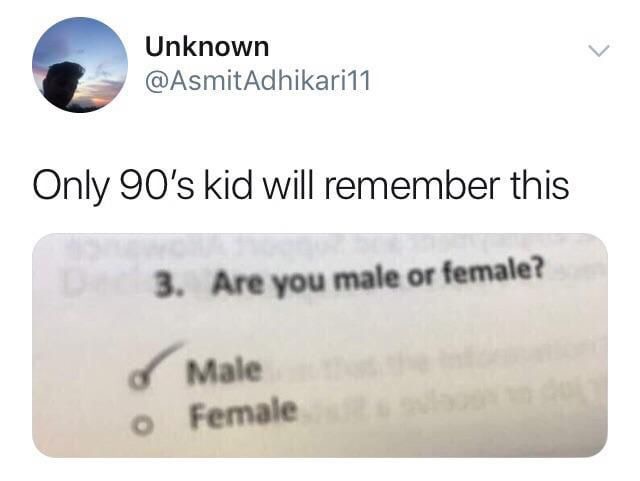 Unknown
@AsmitAdhikari11
Only 90's kid will remember this
3. Are you male or female?
Male
Female